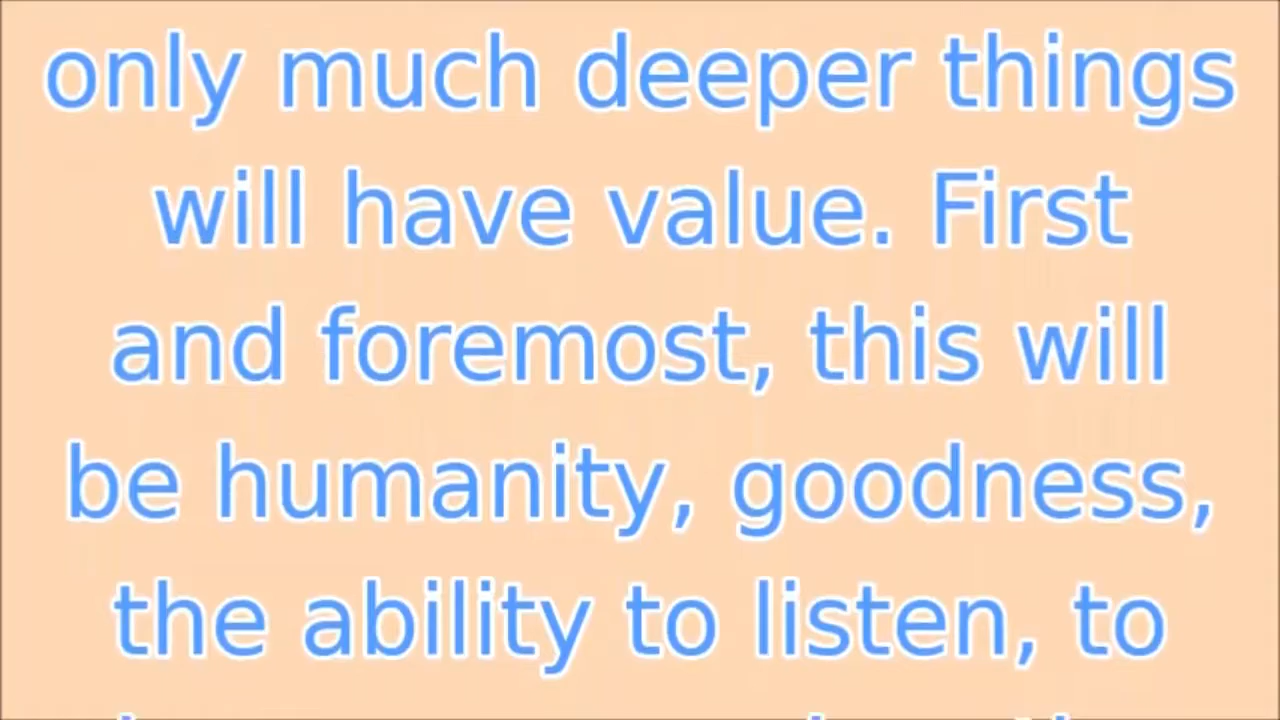 only much deeper things
will have value. First
and foremost, this will
be humanity, goodness,
the ability to listen, to